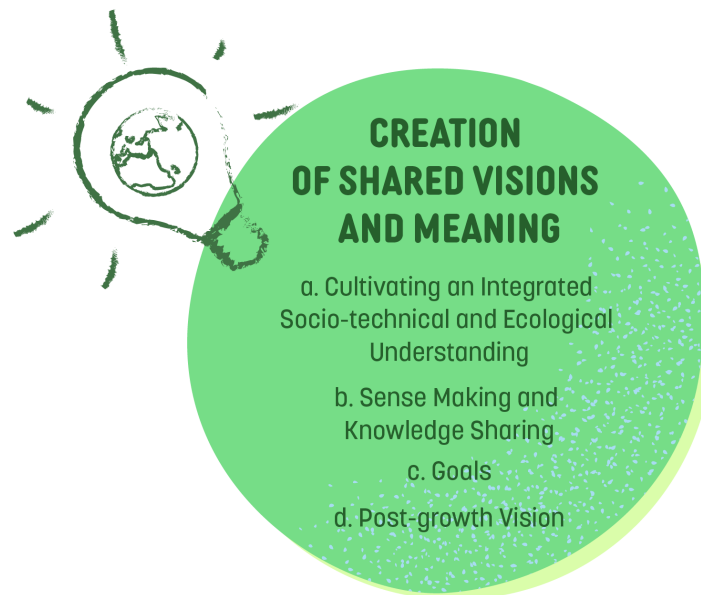 CREATION
OF SHARED VISIONS
AND MEANING
a. Cultivating an Integrated
Socio-technical and Ecological
Understanding
b. Sense Making and
Knowledge Sharing
c. Goals
d. Post-growth Vision